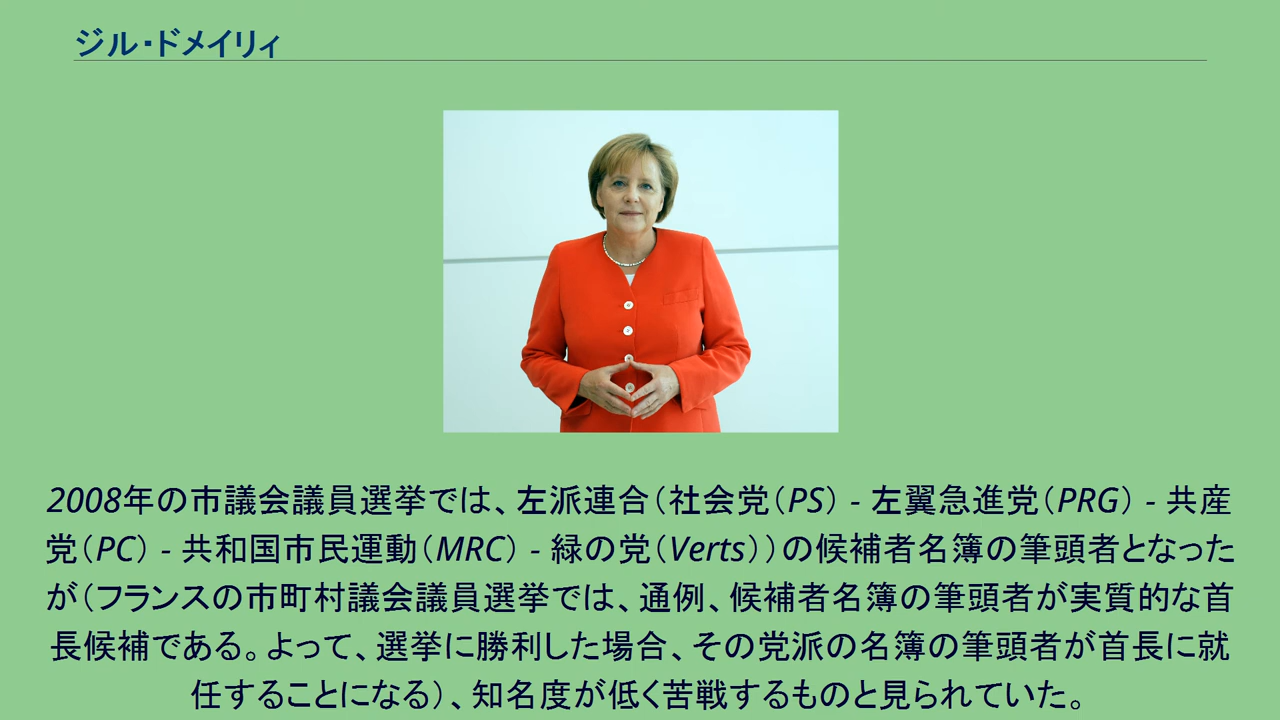 ジル・ドメイリィ
2008年の市議会議員選挙では、左派連合（社会党（PS） - 左翼急進党（PRG） - 共産
党（PC） - 共和国市民運動（MRC） - 緑の党（Verts））の候補者名簿の筆頭者となった
が（フランスの市町村議会議員選挙では、通例、候補者名簿の筆頭者が実質的な首
長候補である。よって、選挙に勝利した場合、その党派の名簿の筆頭者が首長に就
任することになる）、知名度が低く苦戦するものと見られていた。